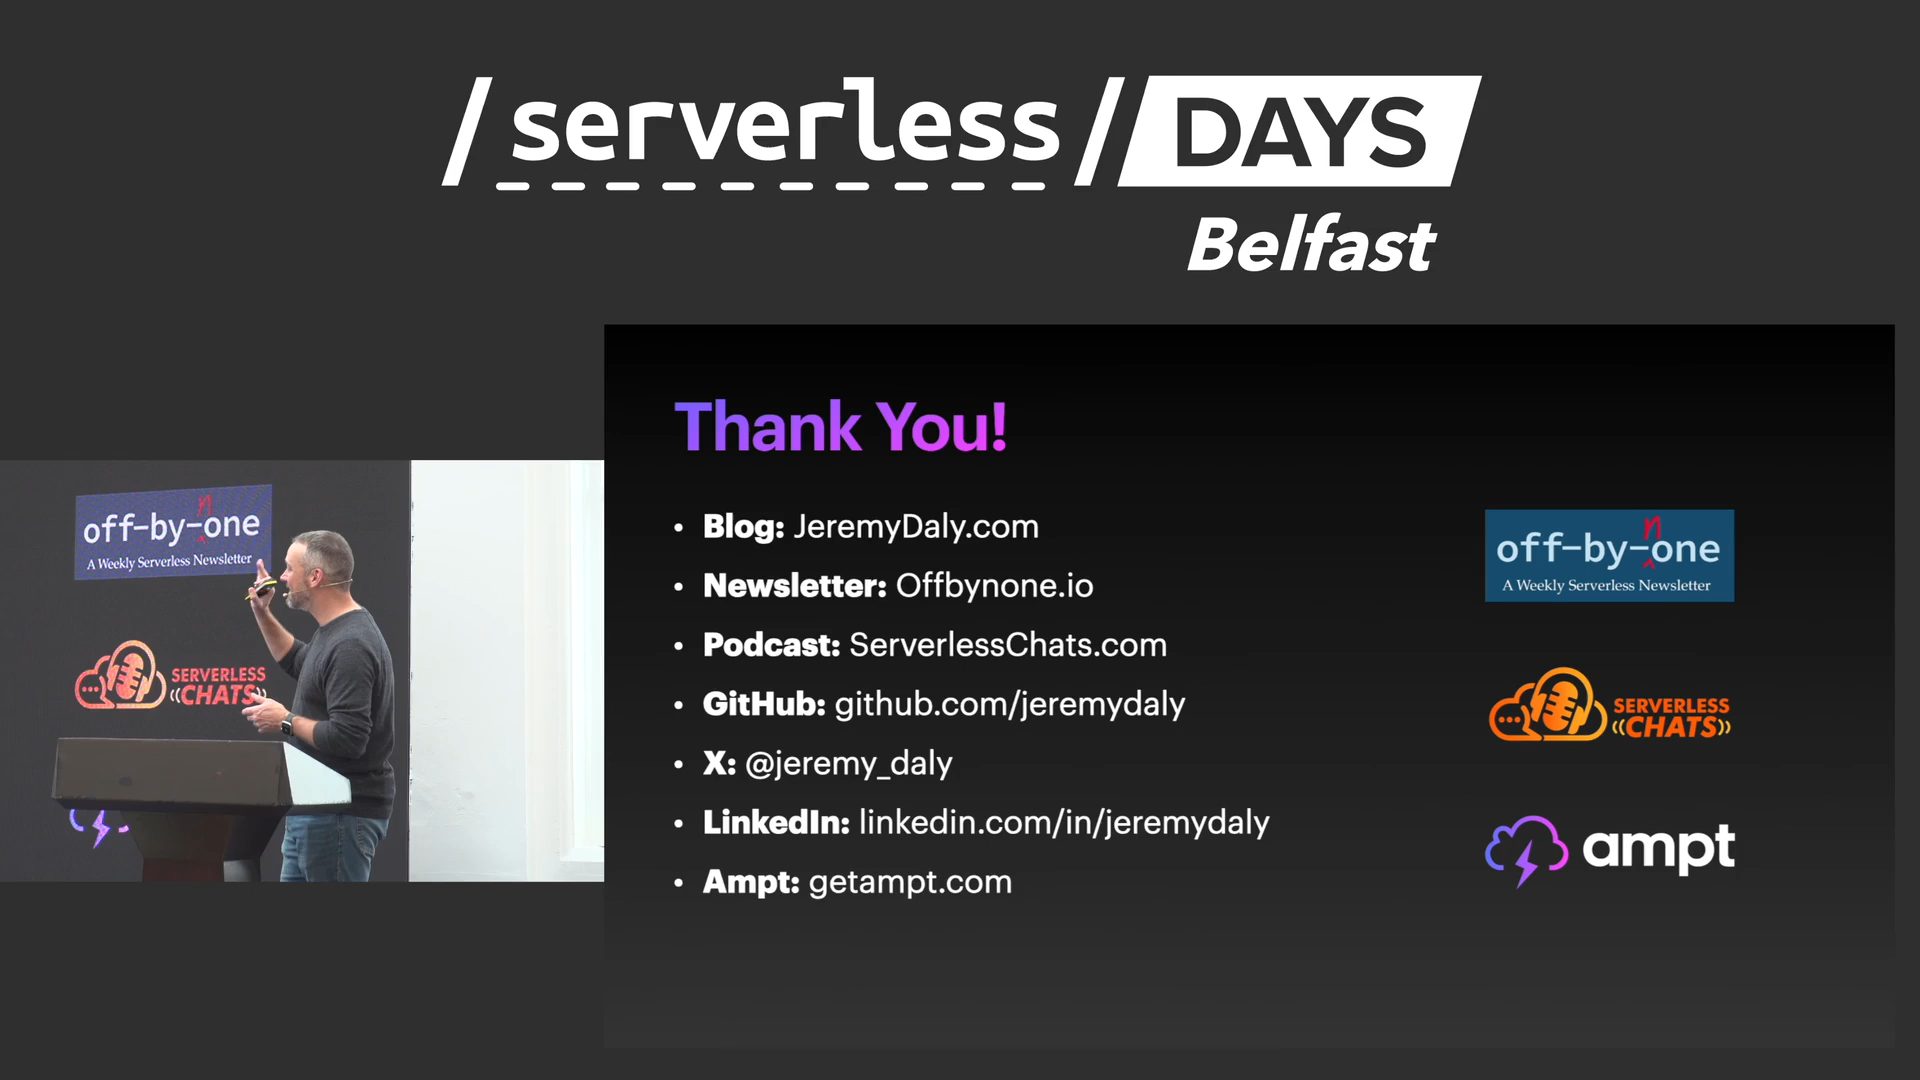 /serverless/DAYS
Belfast
Thank You!
• Blog: JeremyDaly.com
• Newsletter: Offbynone.io
• Podcast: ServerlessChats.com
• GitHub: github.com/jeremydaly
• X: @jeremy_daly
• LinkedIn: linkedin.com/in/jeremydaly
• Ampt: getampt.com
off-by-none
A Weekly Serverless Newsletter
SERVERLESS
CHATS
ampt
off-by-none
A Weekly Serverless Newsletter
SERVERLESS
CHATS